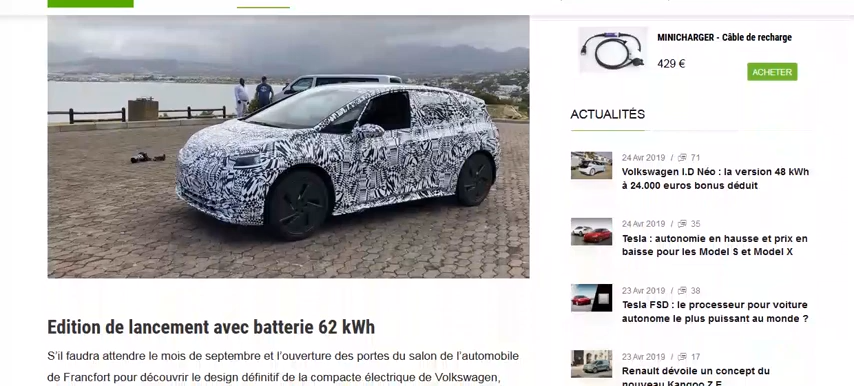 Edition de lancement avec batterie 62 kWh
S'il faudra attendre le mois de septembre et l'ouverture des portes du salon de l'automobile
de Francfort pour découvrir le design définitif de la compacte électrique de Volkswagen,
MINICHARGER - Câble de recharge
429 €
ACHETER
ACTUALITÉS
24 Avr 2019 / 71
Volkswagen I.D Néo : la version 48 kWh
à 24.000 euros bonus déduit
24 Avr 2019 / 35
Tesla : autonomie en hausse et prix en
baisse pour les Model S et Model X
23 Avr 2019 / 38
Tesla FSD : le processeur pour voiture
autonome le plus puissant au monde ?
23 Avr 2019 / 17
Renault dévoile un concept du
nouveau Kangoo Z.E